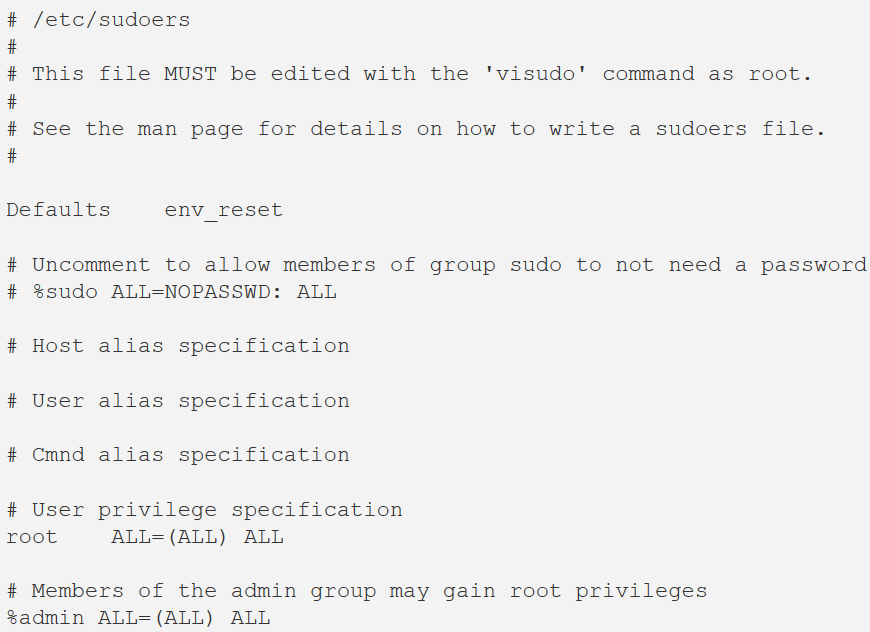 # /etc/sudoers
#
# This file MUST be edited with the 'visudo' command as root.
#
# See the man page for details on how to write a sudoers file.
#
Defaults    env_reset
# Uncomment to allow members of group sudo to not need a password
# %sudo ALL=NOPASSWD: ALL
# Host alias specification
# User alias specification
# Cmnd alias specification
# User privilege specification
root    ALL=(ALL) ALL
# Members of the admin group may gain root privileges
%admin ALL=(ALL) ALL